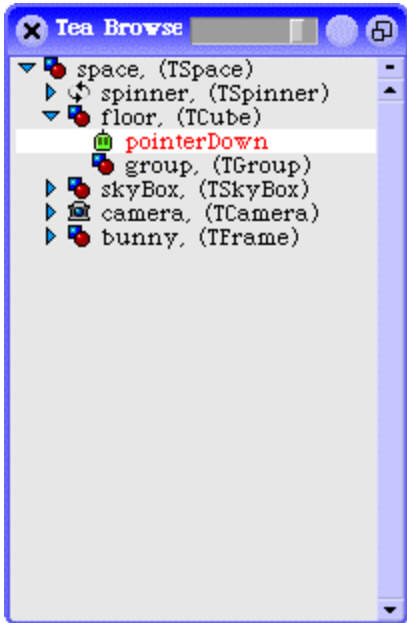 Tea Browse
space, (TSpace)
spinner, (TSpinner)
floor, (TCube)
pointerDown
group, (TGroup)
skyBox, (TSkyBox)
camera, (TCamera)
bunny, (TFrame)